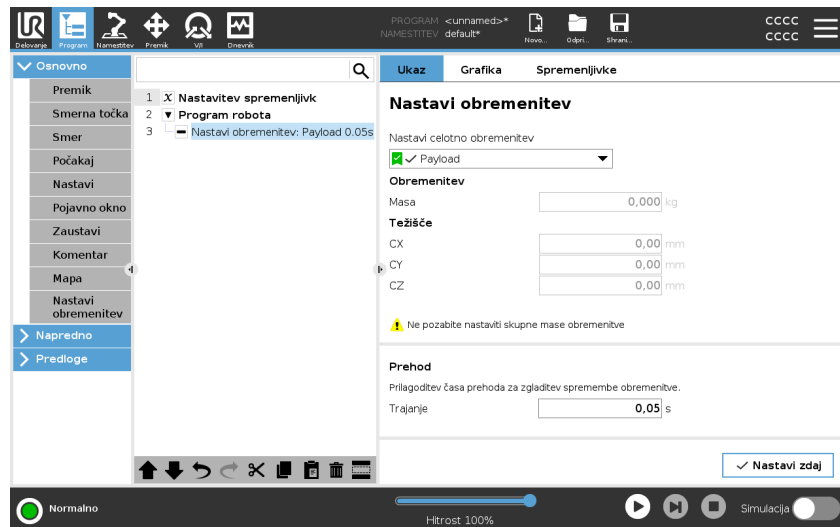 PROGRAM <unnamed>*
NAMESTITEV default*
Delovanje Program Namestitev Premik V/I Dnevnik Novo... Odpri... Shrani...
cccc
cccc
Osnovno
Premik
Smerna točka
Smer
Počakaj
Nastavi
Pojavno okno
Zaustavi
Komentar
Mapa
Nastavi
obremenitev
Napredno
Predloge
1 x Nastavitev spremenljivk
2 Program robota
3 Nastavi obremenitev: Payload 0.05s
Ukaz Grafika Spremenljivke
Nastavi obremenitev
Nastavi celotno obremenitev
Payload
Obremenitev
Masa 0,000 kg
Težišče
CX 0,00 mm
CY 0,00 mm
CZ 0,00 mm
Ne pozabite nastaviti skupne mase obremenitve
Prehod
Prilagoditev časa prehoda za zgladitev spremembe obremenitve.
Trajanje 0,05 s
Nastavi zdaj
Normalno
Hitrost 100%
Simulacija